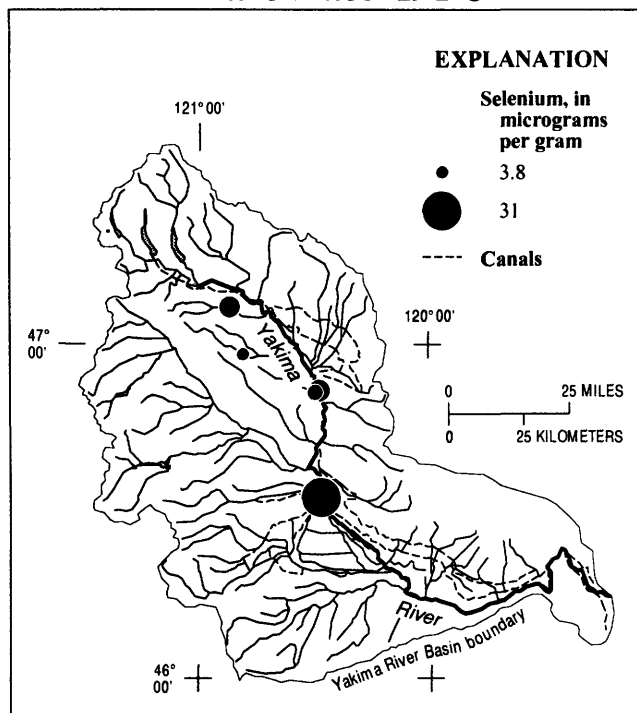 EXPLANATION
Selenium, in
micrograms
per gram
3.8
31
Canals
121°00'
120°00'
47°
00'
Yakima
0 25 MILES
0 25 KILOMETERS
River
Yakima River Basin boundary
46°
00'